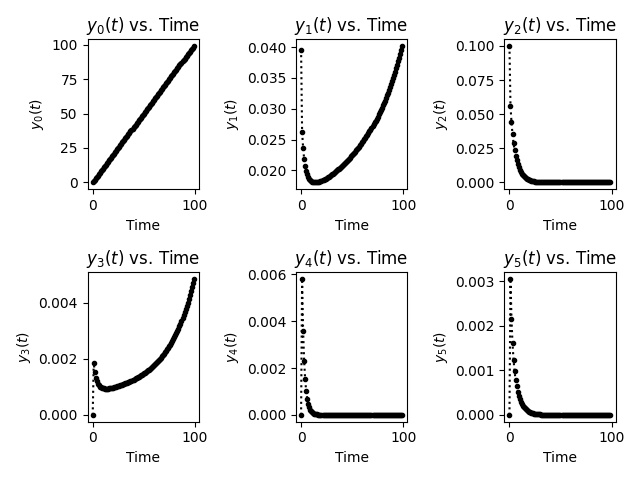 y₀(t) vs. Time
y₁(t) vs. Time
y₂(t) vs. Time
100
75
50
25
0
y₀(t)
0.040
0.035
0.030
0.025
0.020
y₁(t)
0.100
0.075
0.050
0.025
0.000
y₂(t)
0 100
0 100
0 100
Time
Time
Time
y₃(t) vs. Time
y₄(t) vs. Time
y₅(t) vs. Time
0.004
0.002
0.000
y₃(t)
0.006
0.004
0.002
0.000
y₄(t)
0.003
0.002
0.001
0.000
y₅(t)
0 100
0 100
0 100
Time
Time
Time